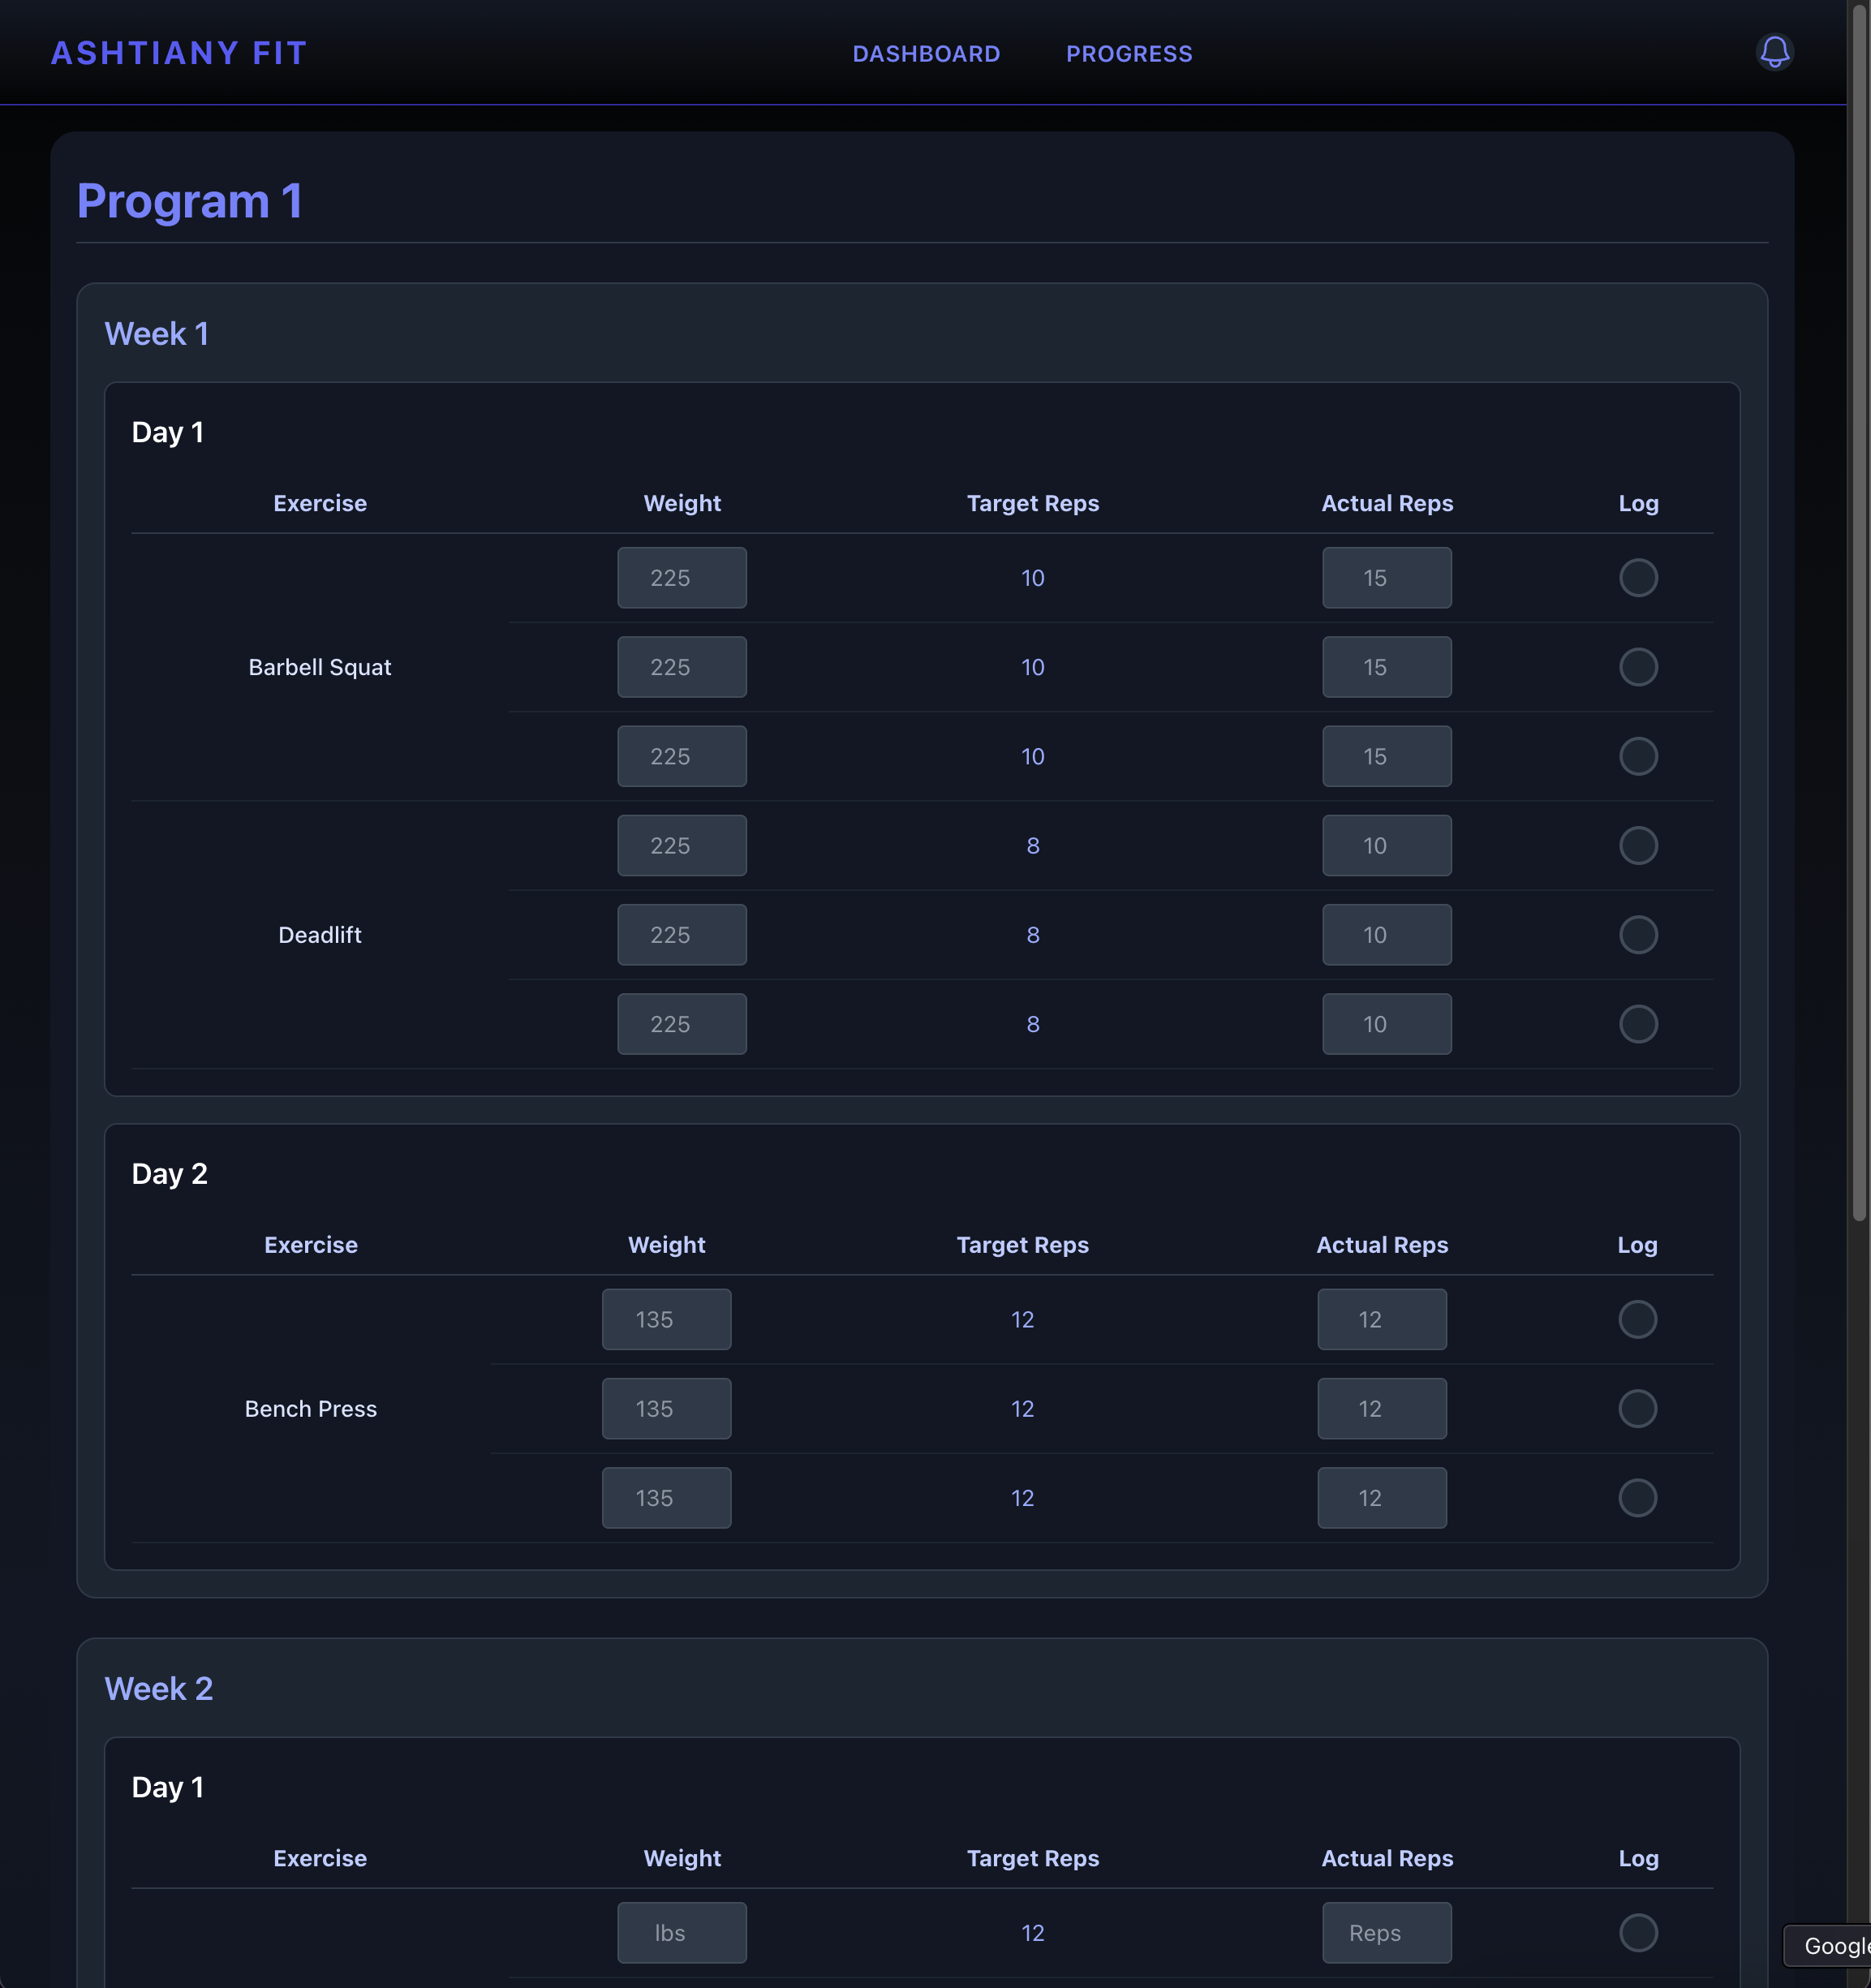 ASHTIANY FIT DASHBOARD PROGRESS
Program 1
Week 1
Day 1
Exercise Weight Target Reps Actual Reps Log
225 10 15
Barbell Squat 225 10 15
225 10 15
225 8 10
Deadlift 225 8 10
225 8 10
Day 2
Exercise Weight Target Reps Actual Reps Log
135 12 12
Bench Press 135 12 12
135 12 12
Week 2
Day 1
Exercise Weight Target Reps Actual Reps Log
lbs 12 Reps
Google